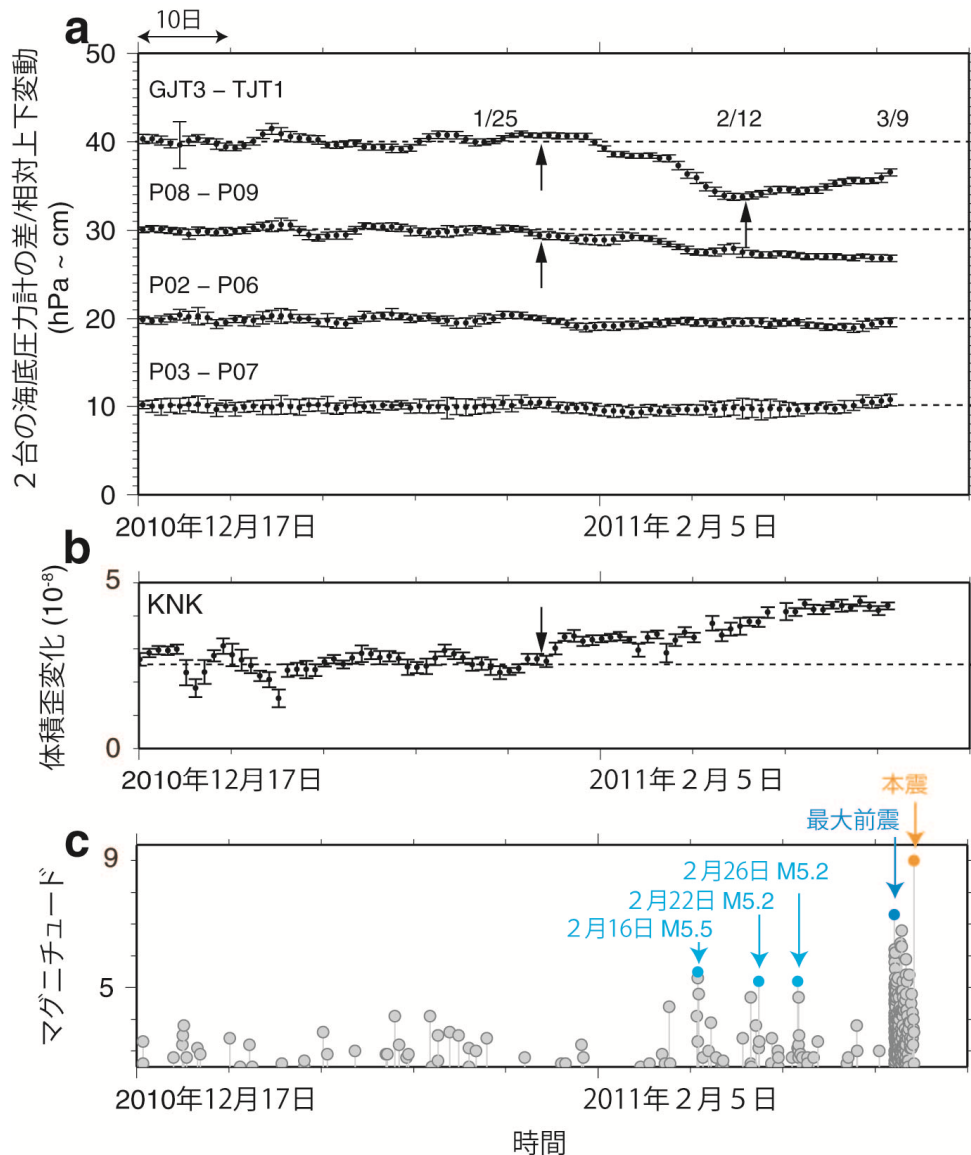 a
10日
2台の海底圧力計の差/相対上下変動
(hPa ~ cm)
50
40
30
20
10
0
GJT3 – TJT1
1/25
2/12
3/9
P08 – P09
P02 – P06
P03 – P07
2010年12月17日
2011年2月5日
b
体積歪変化 (10⁻⁸)
5
0
KNK
2010年12月17日
2011年2月5日
本震
最大前震
c
マグニチュード
9
5
2月26日 M5.2
2月22日 M5.2
2月16日 M5.5
2010年12月17日
2011年2月5日
時間